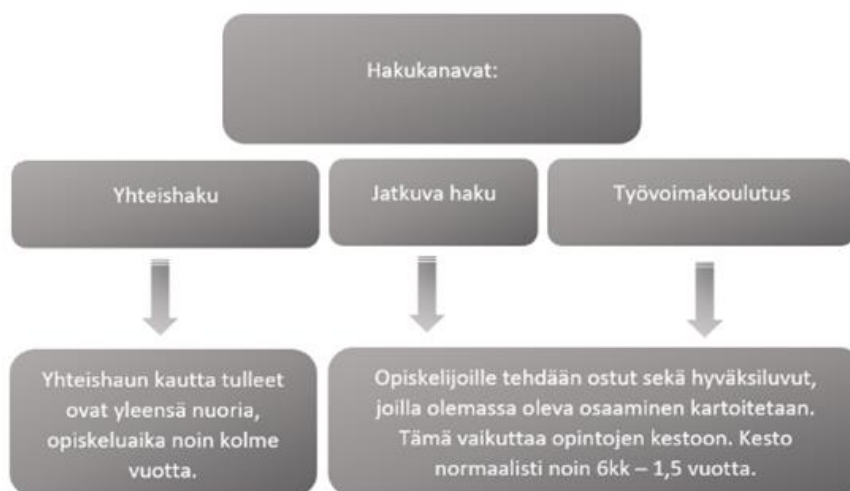 Hakukanavat:
Yhteishaku
Jatkuva haku
Työvoimakoulutus
Yhteishaun kautta tulleet
ovat yleensä nuoria,
opiskeluaika noin kolme
vuotta.
Opiskelijoille tehdään ostut sekä hyväksiluvut,
joilla olemassa oleva osaaminen kartoitetaan.
Tämä vaikuttaa opintojen kestoon. Kesto
normaalisti noin 6kk – 1,5 vuotta.